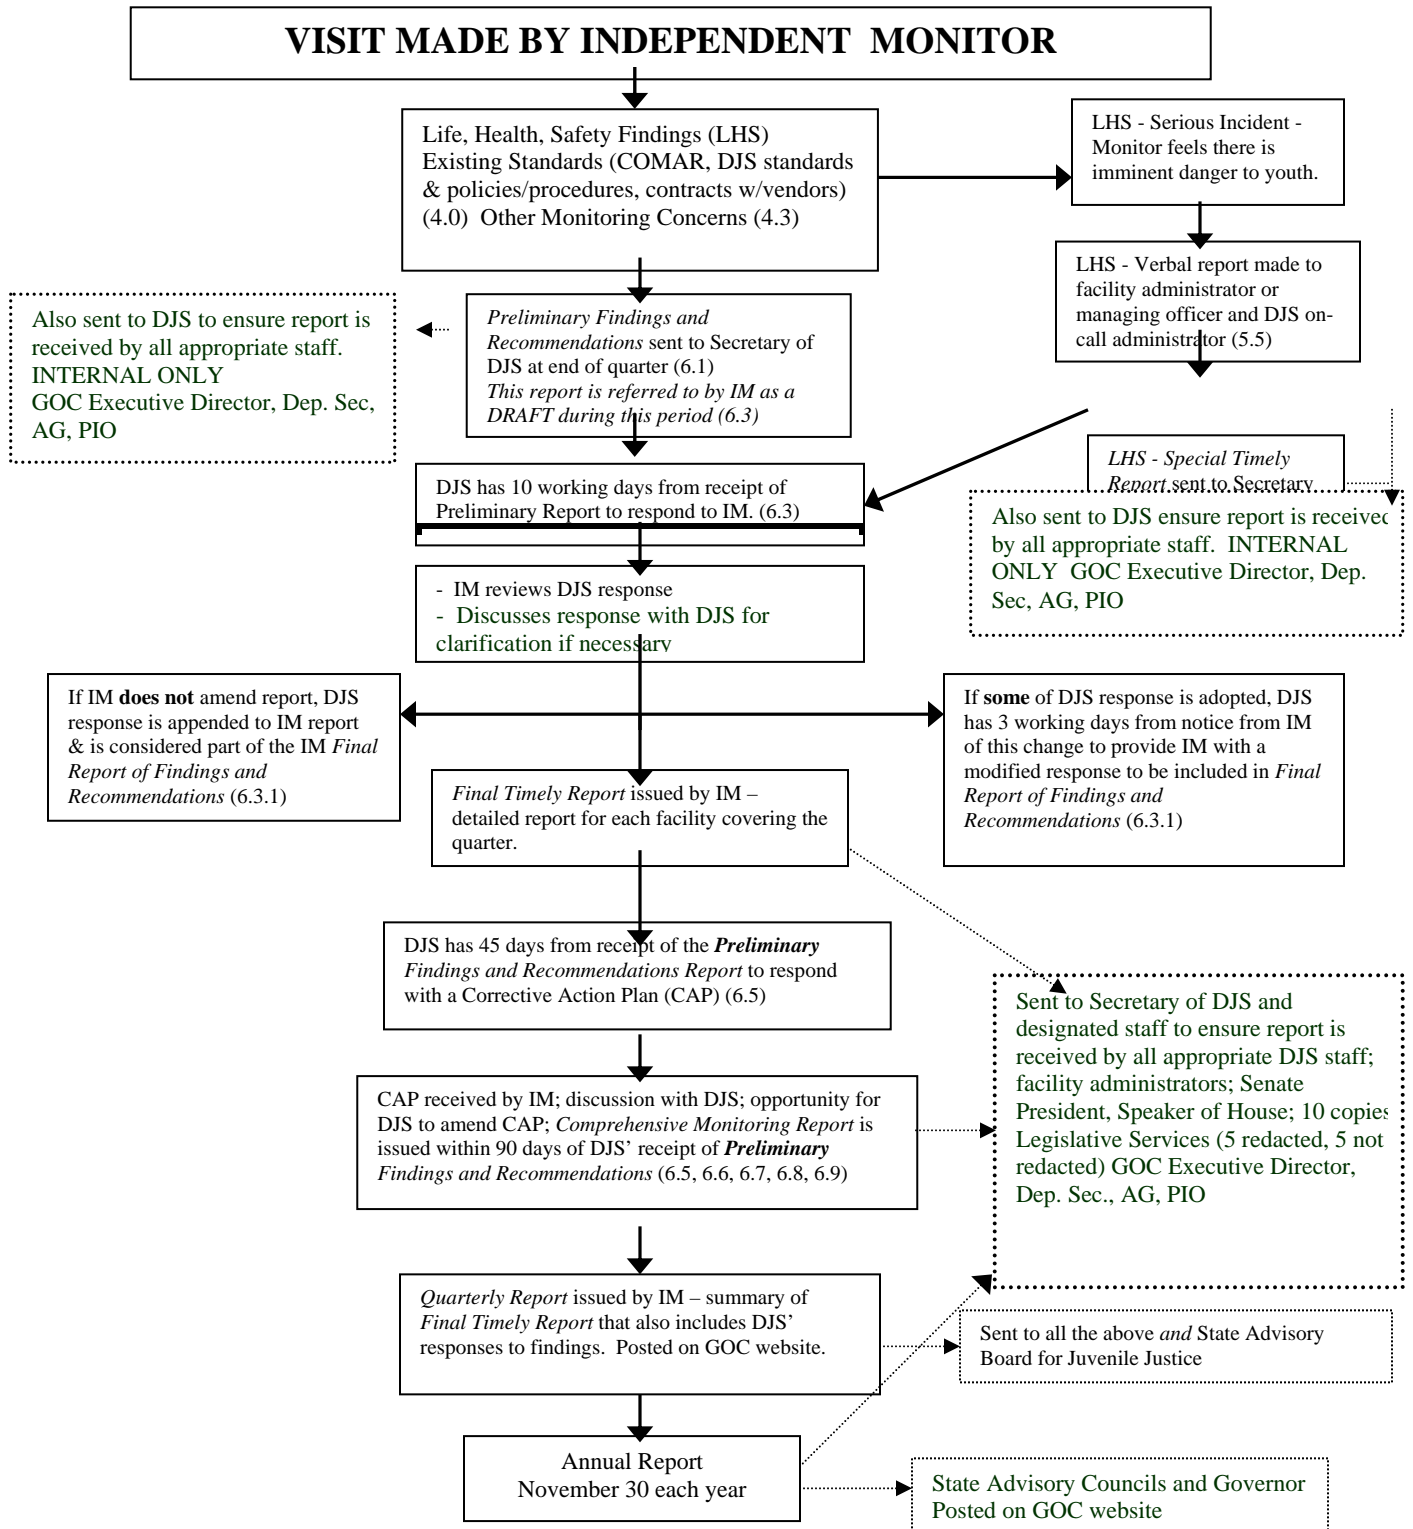 VISIT MADE BY INDEPENDENT MONITOR
Life, Health, Safety Findings (LHS)
Existing Standards (COMAR, DJS standards
& policies/procedures, contracts w/vendors)
(4.0) Other Monitoring Concerns (4.3)
LHS - Serious Incident -
Monitor feels there is
imminent danger to youth.
LHS - Verbal report made to
facility administrator or
managing officer and DJS on-
call administrator (5.5)
Also sent to DJS to ensure report is
received by all appropriate staff.
INTERNAL ONLY
GOC Executive Director, Dep. Sec,
AG, PIO
Preliminary Findings and
Recommendations sent to Secretary of
DJS at end of quarter (6.1)
This report is referred to by IM as a
DRAFT during this period (6.3)
LHS - Special Timely
Report sent to Secretary
DJS has 10 working days from receipt of
Preliminary Report to respond to IM. (6.3)
Also sent to DJS ensure report is received
by all appropriate staff. INTERNAL
ONLY GOC Executive Director, Dep.
Sec, AG, PIO
- IM reviews DJS response
- Discusses response with DJS for
clarification if necessary
If IM does not amend report, DJS
response is appended to IM report
& is considered part of the IM Final
Report of Findings and
Recommendations (6.3.1)
If some of DJS response is adopted, DJS
has 3 working days from notice from IM
of this change to provide IM with a
modified response to be included in Final
Report of Findings and
Recommendations (6.3.1)
Final Timely Report issued by IM –
detailed report for each facility covering the
quarter.
DJS has 45 days from receipt of the Preliminary
Findings and Recommendations Report to respond
with a Corrective Action Plan (CAP) (6.5)
Sent to Secretary of DJS and
designated staff to ensure report is
received by all appropriate DJS staff;
facility administrators; Senate
President, Speaker of House; 10 copies
Legislative Services (5 redacted, 5 not
redacted) GOC Executive Director,
Dep. Sec., AG, PIO
CAP received by IM; discussion with DJS; opportunity for
DJS to amend CAP; Comprehensive Monitoring Report is
issued within 90 days of DJS’ receipt of Preliminary
Findings and Recommendations (6.5, 6.6, 6.7, 6.8, 6.9)
Quarterly Report issued by IM – summary of
Final Timely Report that also includes DJS’
responses to findings. Posted on GOC website.
Sent to all the above and State Advisory
Board for Juvenile Justice
Annual Report
November 30 each year
State Advisory Councils and Governor
Posted on GOC website